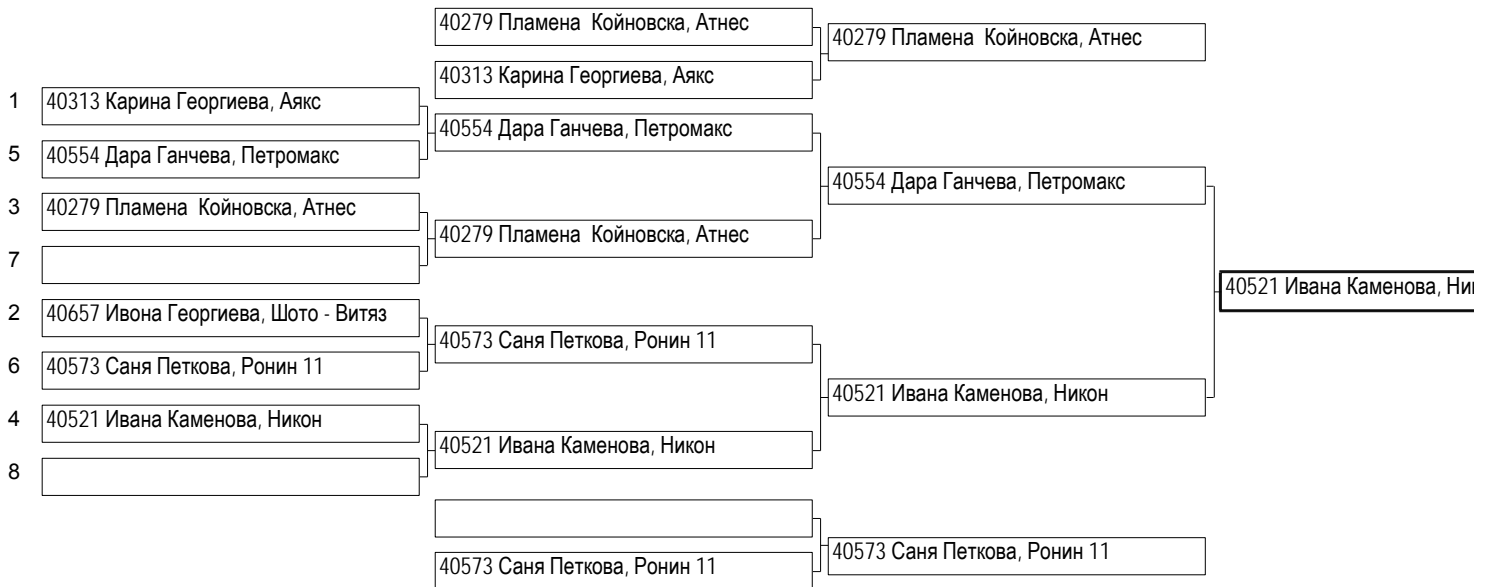 40279 Пламена Койновска, Атнес
40279 Пламена Койновска, Атнес
40313 Карина Георгиева, Аякс
1 40313 Карина Георгиева, Аякс
40554 Дара Ганчева, Петромакс
5 40554 Дара Ганчева, Петромакс
40554 Дара Ганчева, Петромакс
3 40279 Пламена Койновска, Атнес
40279 Пламена Койновска, Атнес
7
40521 Ивана Каменова, Ни
2 40657 Ивона Георгиева, Шото - Витяз
40573 Саня Петкова, Ронин 11
6 40573 Саня Петкова, Ронин 11
40521 Ивана Каменова, Никон
4 40521 Ивана Каменова, Никон
40521 Ивана Каменова, Никон
8
40573 Саня Петкова, Ронин 11
40573 Саня Петкова, Ронин 11